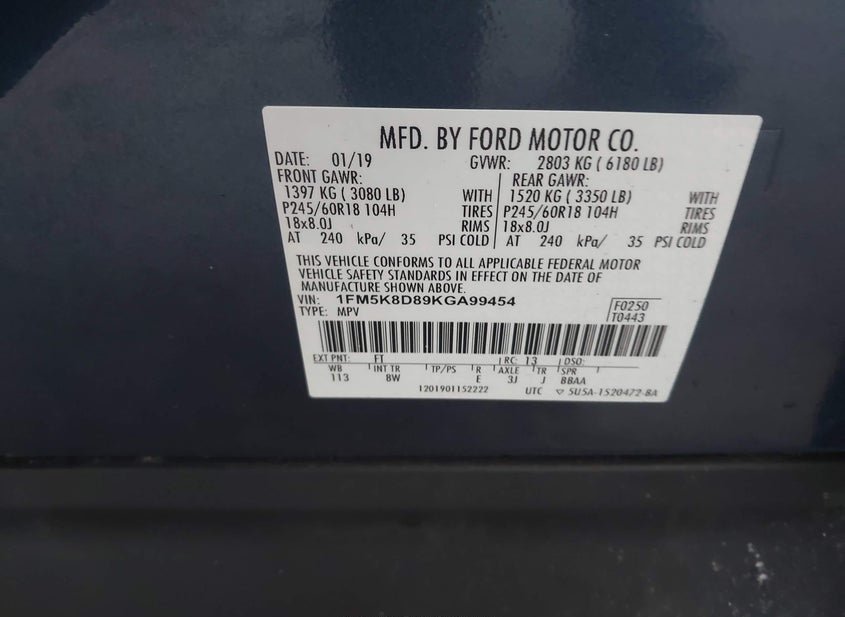 MFD. BY FORD MOTOR CO.
DATE: 01/19 GVWR: 2803 KG ( 6180 LB)
FRONT GAWR: REAR GAWR:
1397 KG ( 3080 LB) WITH 1520 KG ( 3350 LB) WITH
P245/60R18 104H TIRES P245/60R18 104H TIRES
18x8.0J RIMS 18x8.0J RIMS
AT 240 kPa/ 35 PSI COLD AT 240 kPa/ 35 PSI COLD
THIS VEHICLE CONFORMS TO ALL APPLICABLE FEDERAL MOTOR
VEHICLE SAFETY STANDARDS IN EFFECT ON THE DATE OF
MANUFACTURE SHOWN ABOVE.
VIN: 1FM5K8D89KGA99454 F0250
TYPE: MPV T0443
EXT PNT: FT RC: 13 DSO:
WB INT TR TP/PS R AXLE TR SPR
113 8W E 3J J BBAA
1201901152222 UTC ▽ 5U5A-1520472-BA